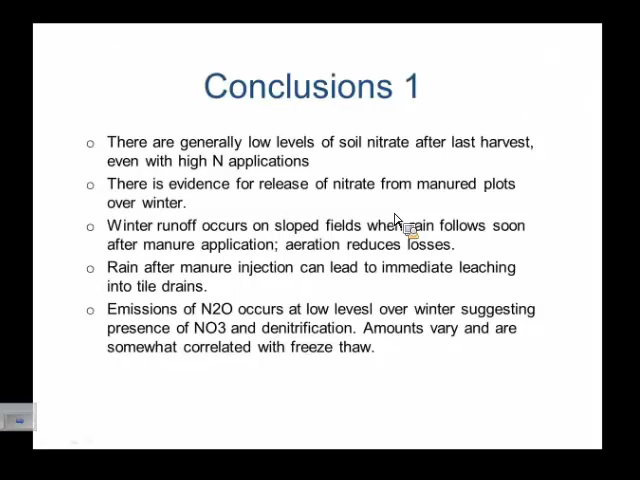 Conclusions 1
o There are generally low levels of soil nitrate after last harvest,
even with high N applications
o There is evidence for release of nitrate from manured plots
over winter.
o Winter runoff occurs on sloped fields when rain follows soon
after manure application; aeration reduces losses.
o Rain after manure injection can lead to immediate leaching
into tile drains.
o Emissions of N2O occurs at low levesl over winter suggesting
presence of NO3 and denitrification. Amounts vary and are
somewhat correlated with freeze thaw.